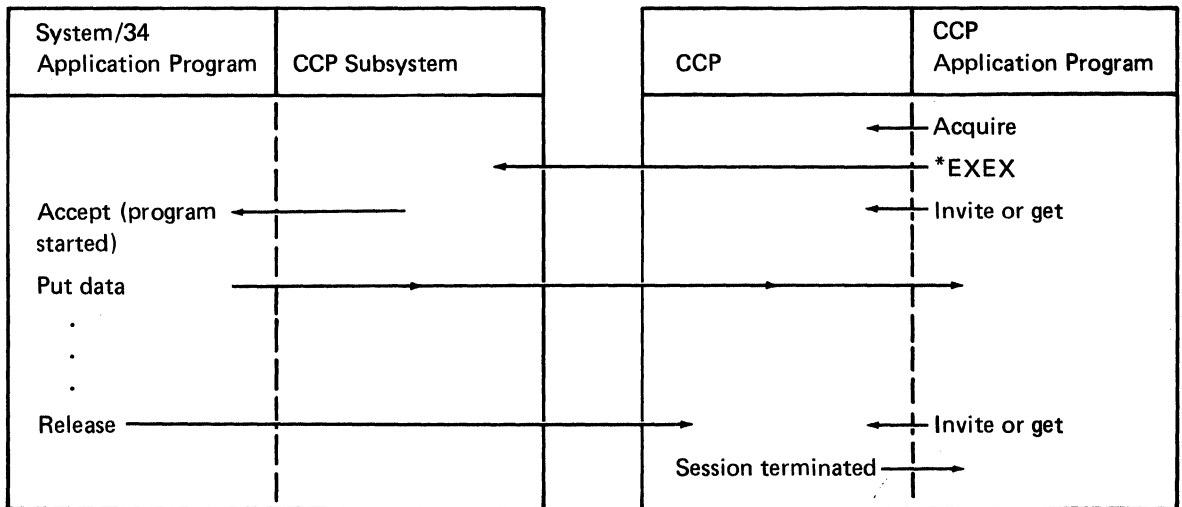 System/34
Application Program
CCP Subsystem
CCP
CCP
Application Program
Acquire
*EXEX
Accept (program
started)
Invite or get
Put data
.
.
.
Release
Invite or get
Session terminated